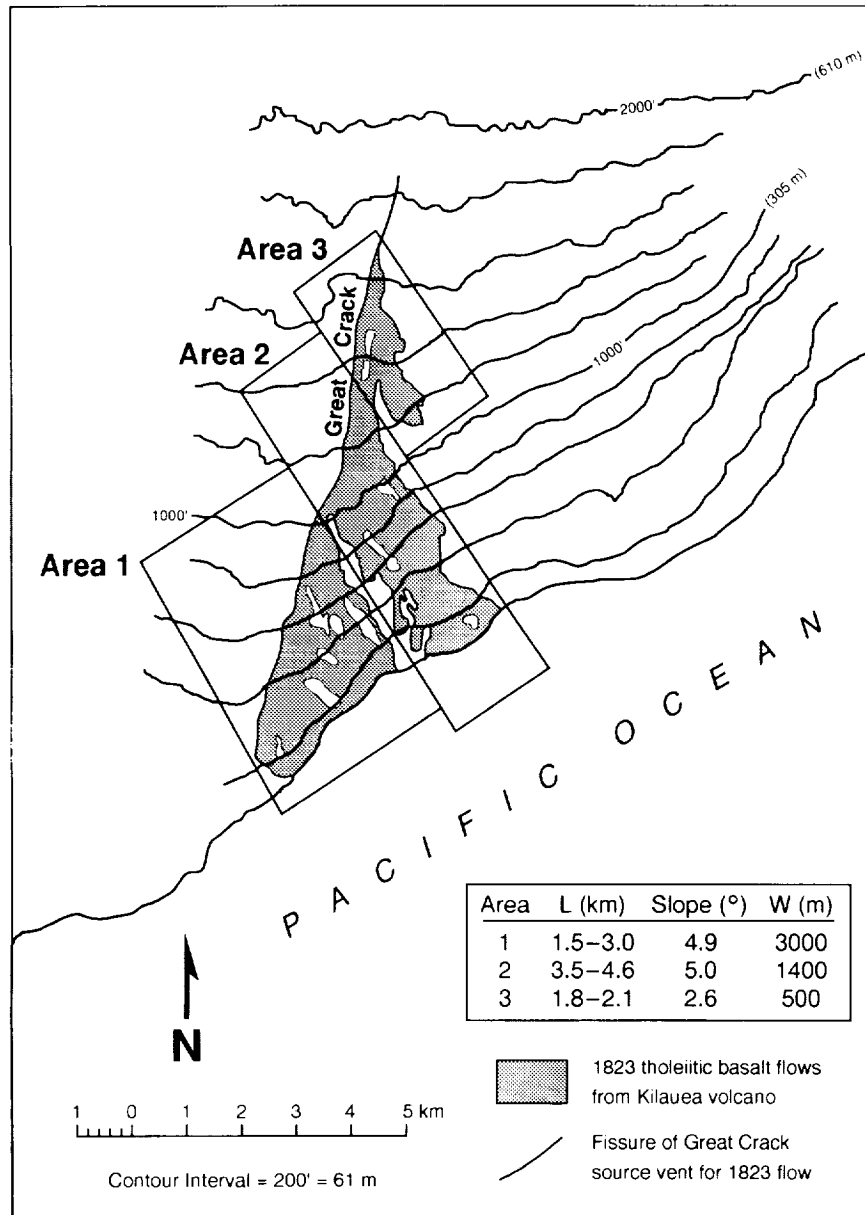 (610 m)
2000'
(305 m)
Area 3
Great Crack
Area 2
1000'
1000'
Area 1
PACIFIC OCEAN
Area L (km) Slope (°) W (m)
1 1.5–3.0 4.9 3000
2 3.5–4.6 5.0 1400
3 1.8–2.1 2.6 500
N
1823 tholeiitic basalt flows
from Kilauea volcano
1 0 1 2 3 4 5 km
Fissure of Great Crack
source vent for 1823 flow
Contour Interval = 200' = 61 m